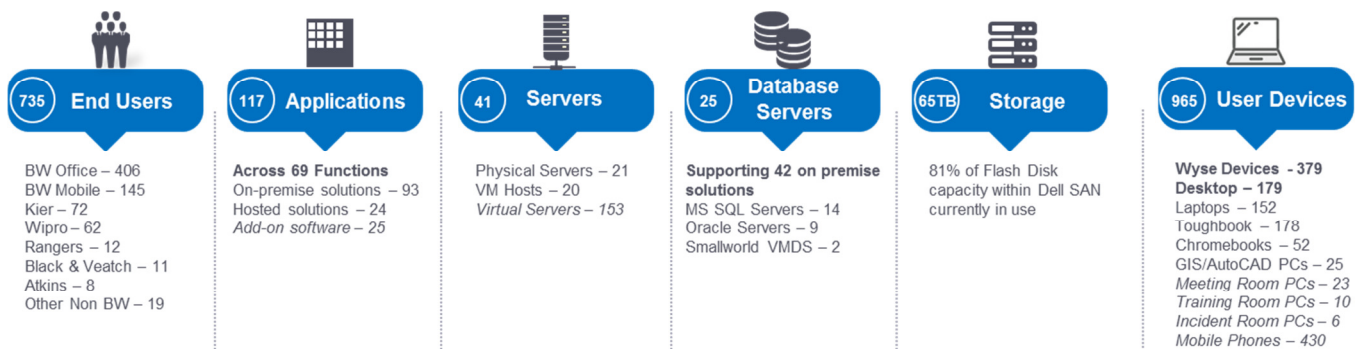 735 End Users
BW Office – 406
BW Mobile – 145
Kier – 72
Wipro – 62
Rangers – 12
Black & Veatch – 11
Atkins – 8
Other Non BW – 19
117 Applications
Across 69 Functions
On-premise solutions – 93
Hosted solutions – 24
Add-on software – 25
41 Servers
Physical Servers – 21
VM Hosts – 20
Virtual Servers – 153
25 Database
Servers
Supporting 42 on premise
solutions
MS SQL Servers – 14
Oracle Servers – 9
Smallworld VMDS – 2
65TB Storage
81% of Flash Disk
capacity within Dell SAN
currently in use
965 User Devices
Wyse Devices - 379
Desktop – 179
Laptops – 152
Toughbook – 178
Chromebooks – 52
GIS/AutoCAD PCs – 25
Meeting Room PCs – 23
Training Room PCs – 10
Incident Room PCs – 6
Mobile Phones – 430